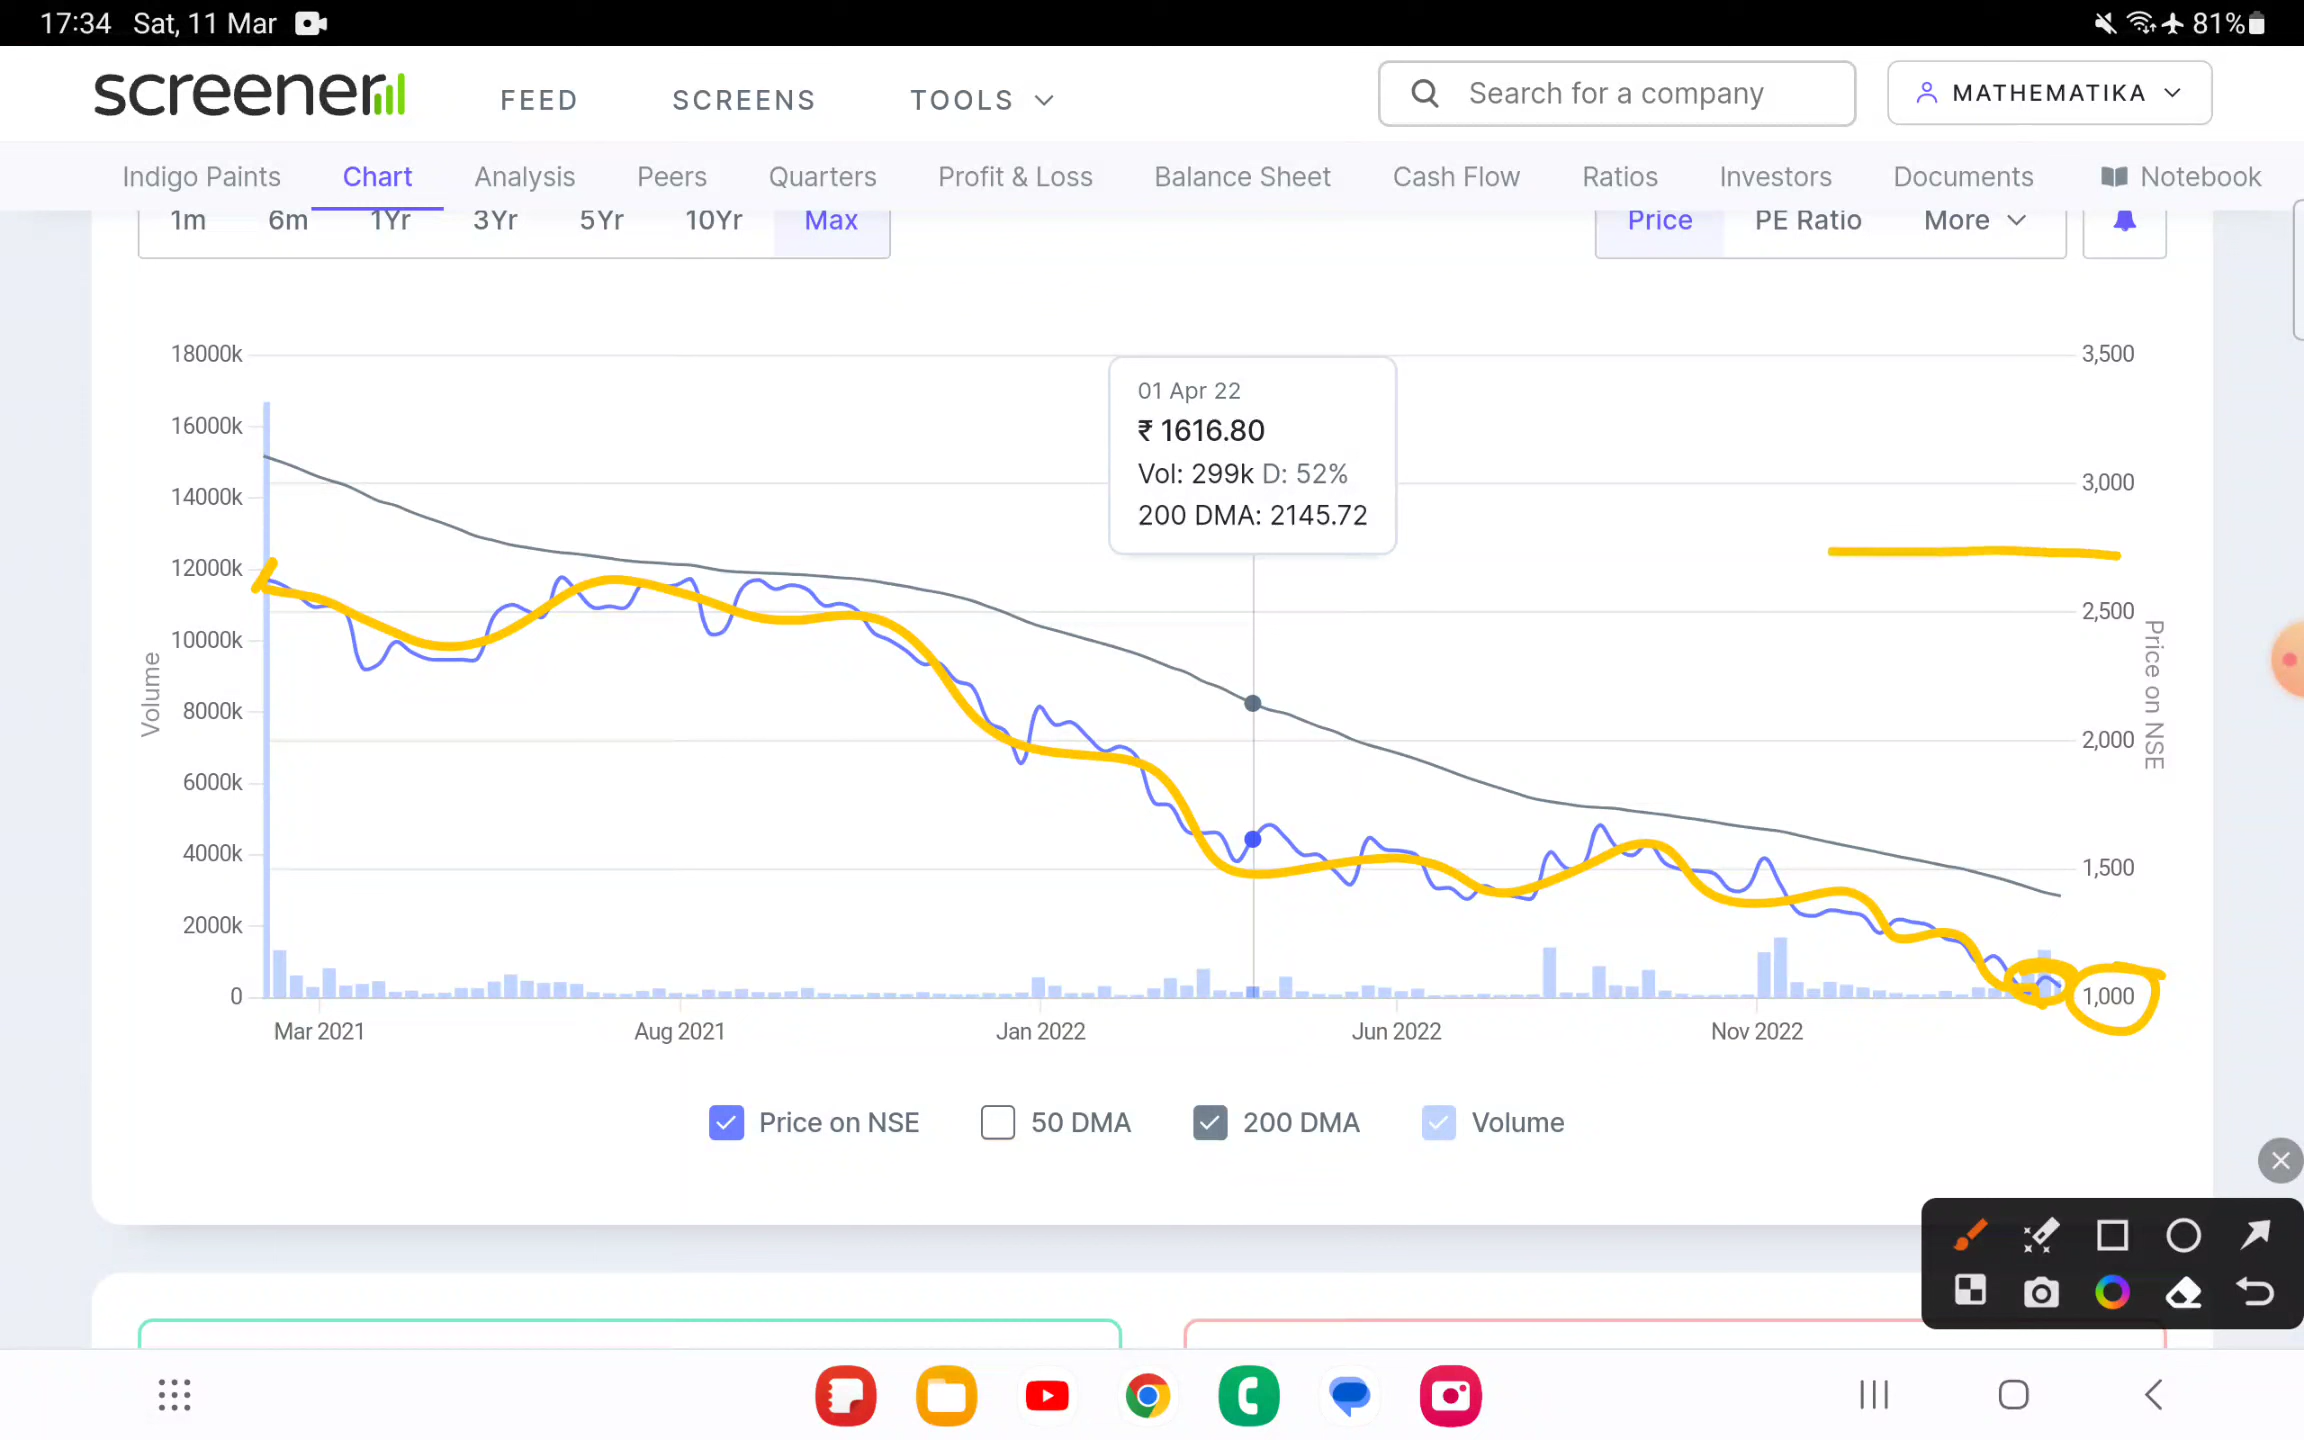 17:34 Sat, 11 Mar 81%
screener FEED SCREENS TOOLS Search for a company MATHEMATIKA
Indigo Paints Chart Analysis Peers Quarters Profit & Loss Balance Sheet Cash Flow Ratios Investors Documents Notebook
1m 6m 1Yr 3Yr 5Yr 10Yr Max Price PE Ratio More
18000k 3,500
01 Apr 22
₹ 1616.80
16000k
Vol: 299k D: 52%
14000k 3,000
200 DMA: 2145.72
12000k
2,500
10000k
Volume
Price on NSE
8000k
2,000
6000k
4000k
1,500
2000k
0 1,000
Mar 2021 Aug 2021 Jan 2022 Jun 2022 Nov 2022
Price on NSE 50 DMA 200 DMA Volume